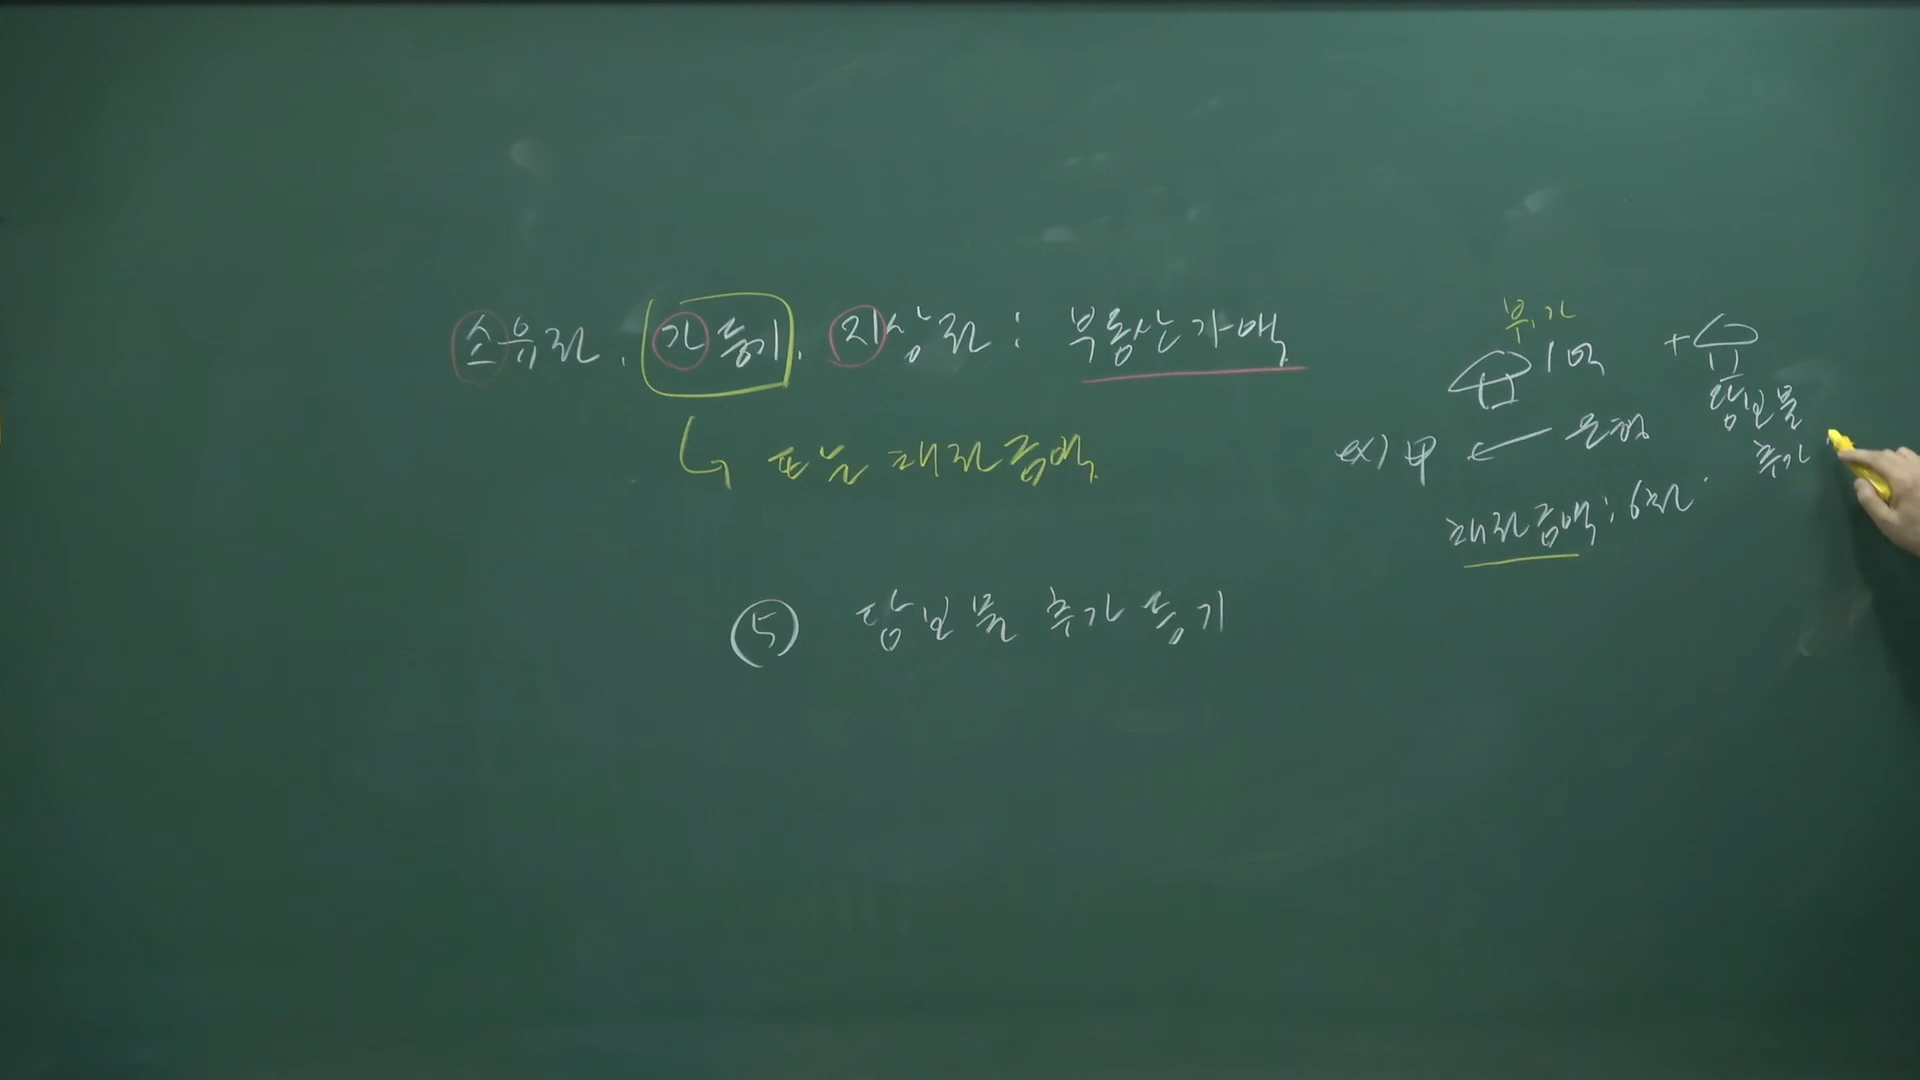 소유권, 가등기, 지상권 : 부동산가액
↳ 또는 채권금액
⑤ 담보물 추가 등기
부.가
1억
+
담보물
추가
ex) 甲 ← 은행
채권금액 : 6천